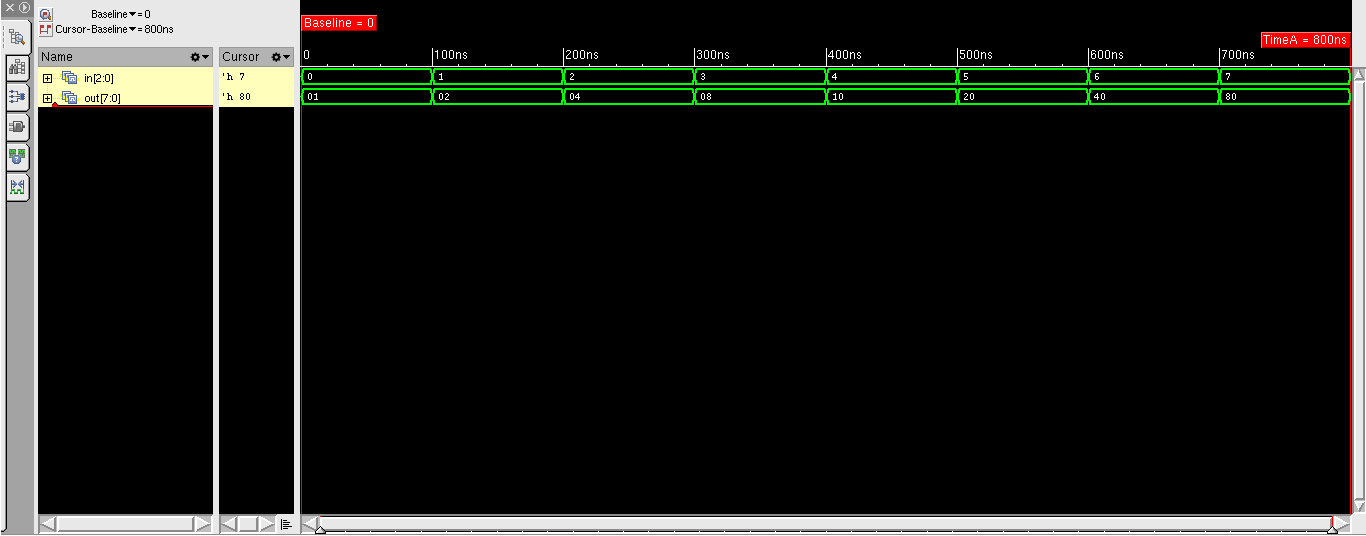 Baseline = 0
Cursor-Baseline = 800ns
Baseline = 0
TimeA = 800ns
Name Cursor 0 100ns 200ns 300ns 400ns 500ns 600ns 700ns
in[2:0] 'h 7 0 1 2 3 4 5 6 7
out[7:0] 'h 80 01 02 04 08 10 20 40 80